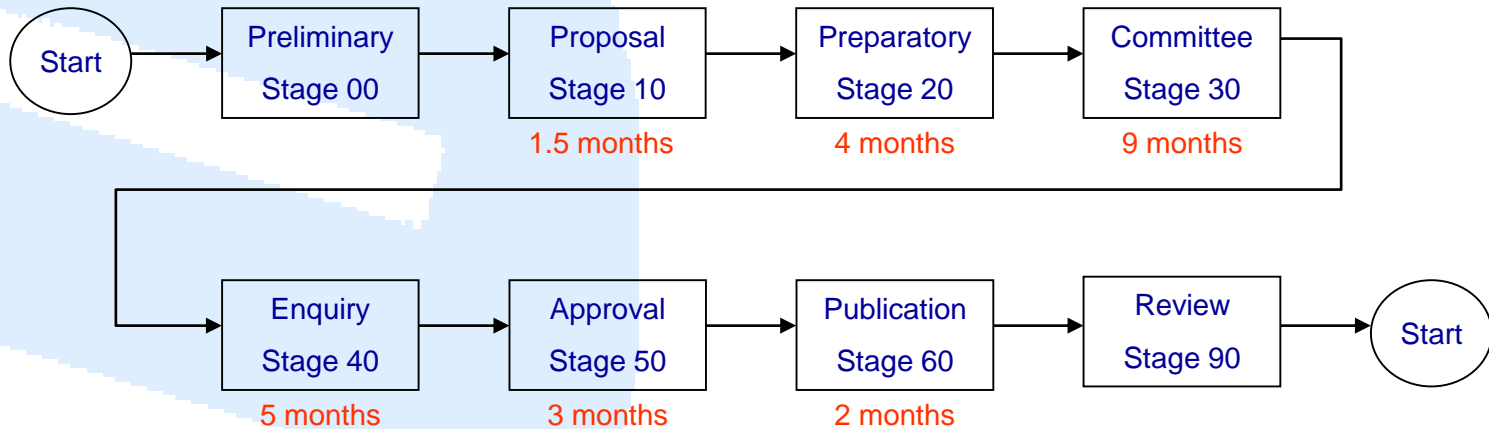 Start
Preliminary
Stage 00
Proposal
Stage 10
1.5 months
Preparatory
Stage 20
4 months
Committee
Stage 30
9 months
Enquiry
Stage 40
5 months
Approval
Stage 50
3 months
Publication
Stage 60
2 months
Review
Stage 90
Start